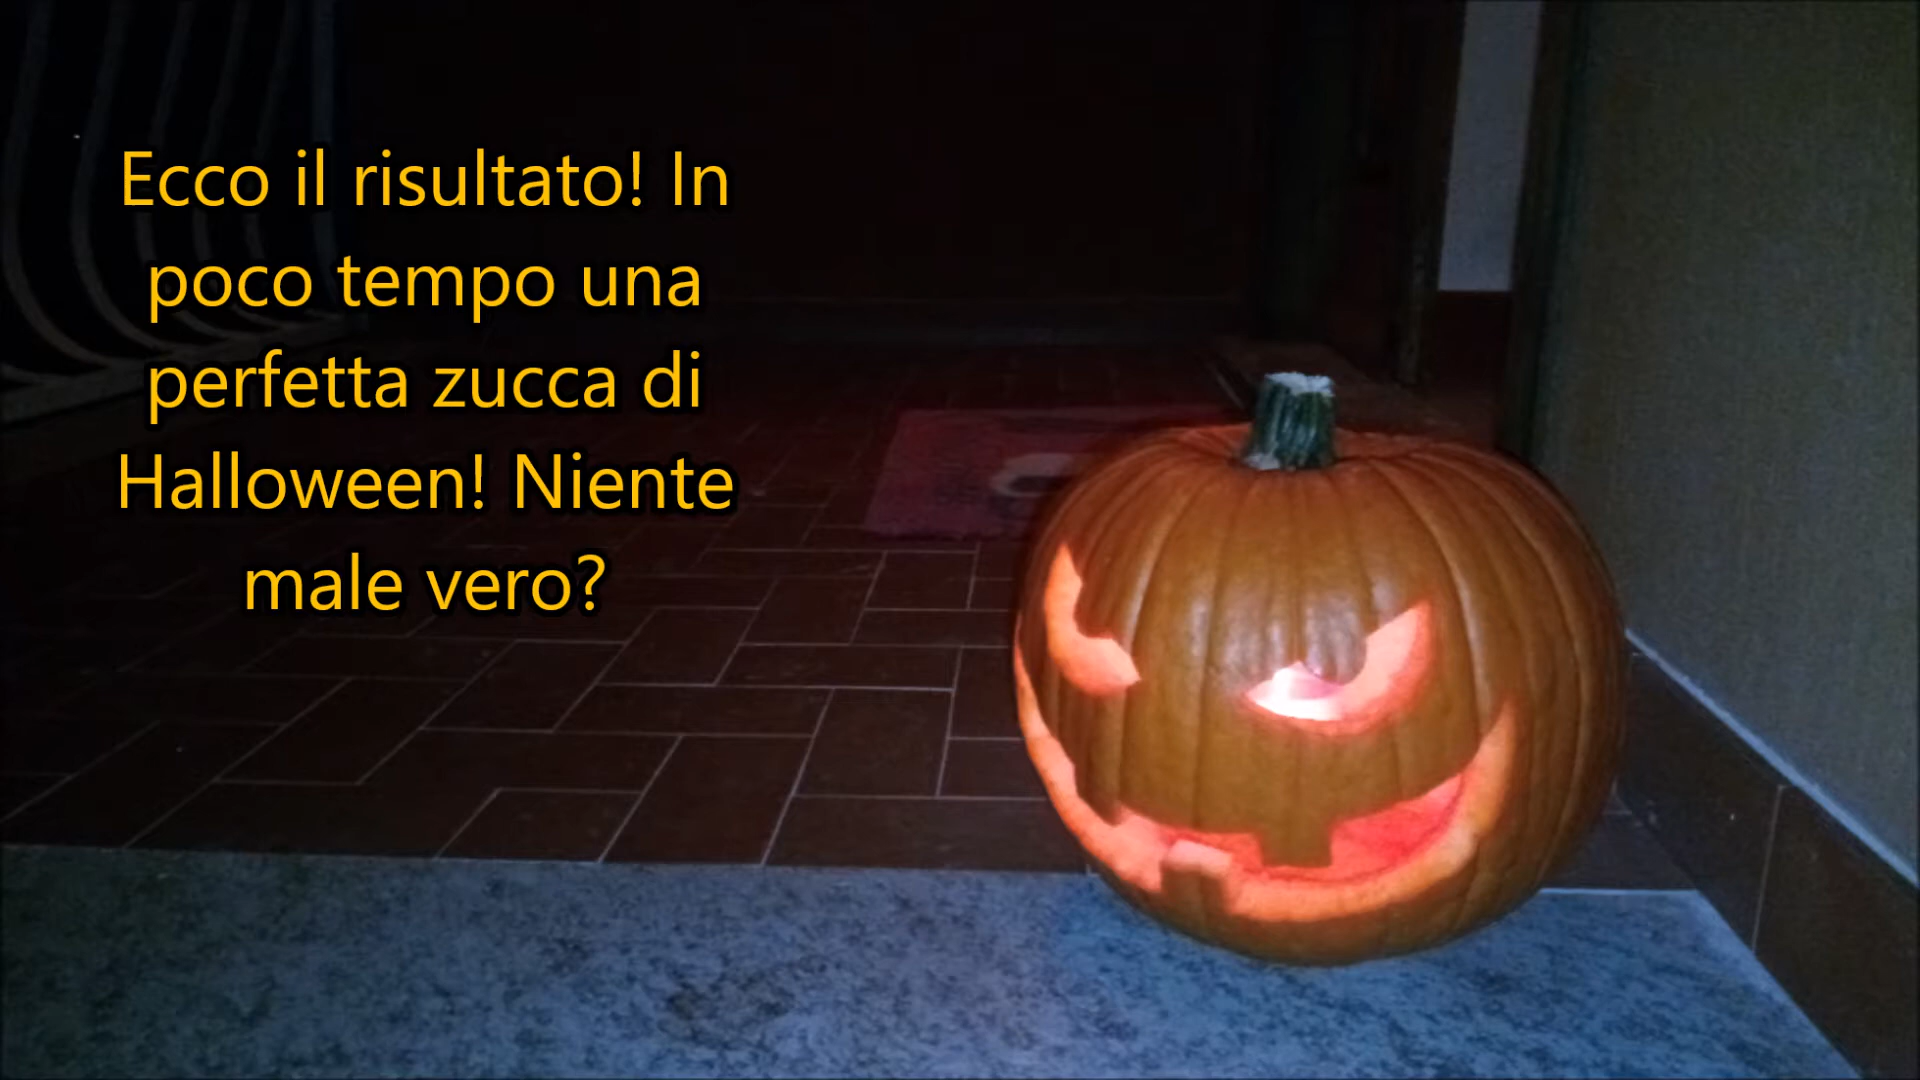 Ecco il risultato! In
poco tempo una
perfetta zucca di
Halloween! Niente
male vero?